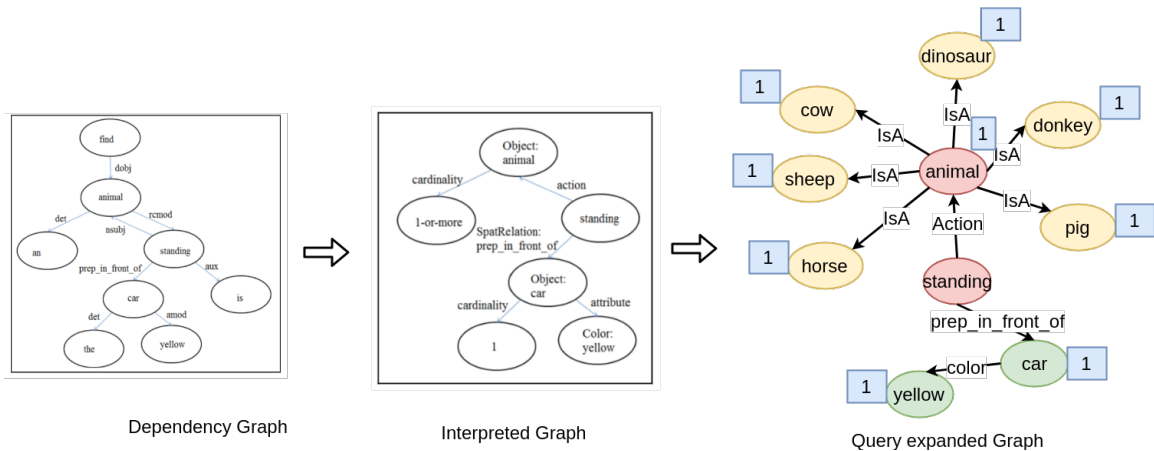 find
dobj
animal
det
rcmod
nsubj
an
standing
prep_in_front_of
aux
car
is
det
amod
the
yellow
Dependency Graph
Object:
animal
cardinality
action
1-or-more
standing
SpatRelation:
prep_in_front_of
Object:
car
cardinality
attribute
1
Color:
yellow
Interpreted Graph
1
dinosaur
1
cow
1
donkey
IsA
1
IsA
IsA
1
sheep
IsA
animal
IsA
1
pig
IsA
Action
1
horse
standing
prep_in_front_of
car
1
color
1
yellow
Query expanded Graph